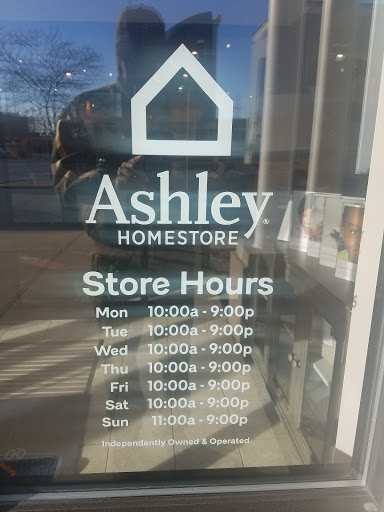 Ashley®
HOMESTORE
Store Hours
Mon 10:00a - 9:00p
Tue 10:00a - 9:00p
Wed 10:00a - 9:00p
Thu 10:00a - 9:00p
Fri 10:00a - 9:00p
Sat 10:00a - 9:00p
Sun 11:00a - 9:00p
Independently Owned & Operated